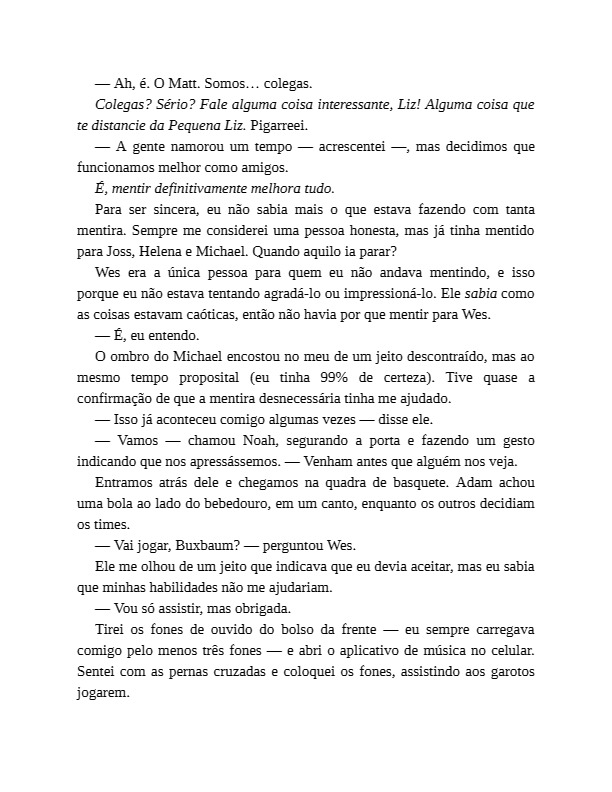 — Ah, é. O Matt. Somos… colegas.
Colegas? Sério? Fale alguma coisa interessante, Liz! Alguma coisa que
te distancie da Pequena Liz. Pigarreei.
— A gente namorou um tempo — acrescentei —, mas decidimos que
funcionamos melhor como amigos.
É, mentir definitivamente melhora tudo.
Para ser sincera, eu não sabia mais o que estava fazendo com tanta
mentira. Sempre me considerei uma pessoa honesta, mas já tinha mentido
para Joss, Helena e Michael. Quando aquilo ia parar?
Wes era a única pessoa para quem eu não andava mentindo, e isso
porque eu não estava tentando agradá-lo ou impressioná-lo. Ele sabia como
as coisas estavam caóticas, então não havia por que mentir para Wes.
— É, eu entendo.
O ombro do Michael encostou no meu de um jeito descontraído, mas ao
mesmo tempo proposital (eu tinha 99% de certeza). Tive quase a
confirmação de que a mentira desnecessária tinha me ajudado.
— Isso já aconteceu comigo algumas vezes — disse ele.
— Vamos — chamou Noah, segurando a porta e fazendo um gesto
indicando que nos apressássemos. — Venham antes que alguém nos veja.
Entramos atrás dele e chegamos na quadra de basquete. Adam achou
uma bola ao lado do bebedouro, em um canto, enquanto os outros decidiam
os times.
— Vai jogar, Buxbaum? — perguntou Wes.
Ele me olhou de um jeito que indicava que eu devia aceitar, mas eu sabia
que minhas habilidades não me ajudariam.
— Vou só assistir, mas obrigada.
Tirei os fones de ouvido do bolso da frente — eu sempre carregava
comigo pelo menos três fones — e abri o aplicativo de música no celular.
Sentei com as pernas cruzadas e coloquei os fones, assistindo aos garotos
jogarem.